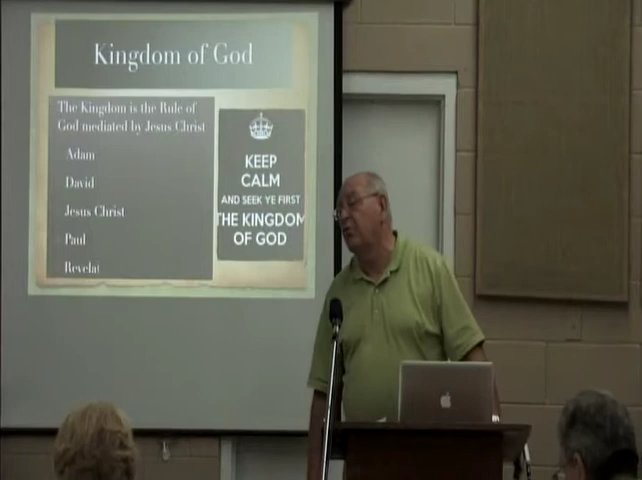 Kingdom of God
The Kingdom is the Rule of
God mediated by Jesus Christ
Adam
David
Jesus Christ
Paul
Revelat
KEEP
CALM
AND SEEK YE FIRST
THE KINGDOM
OF GOD